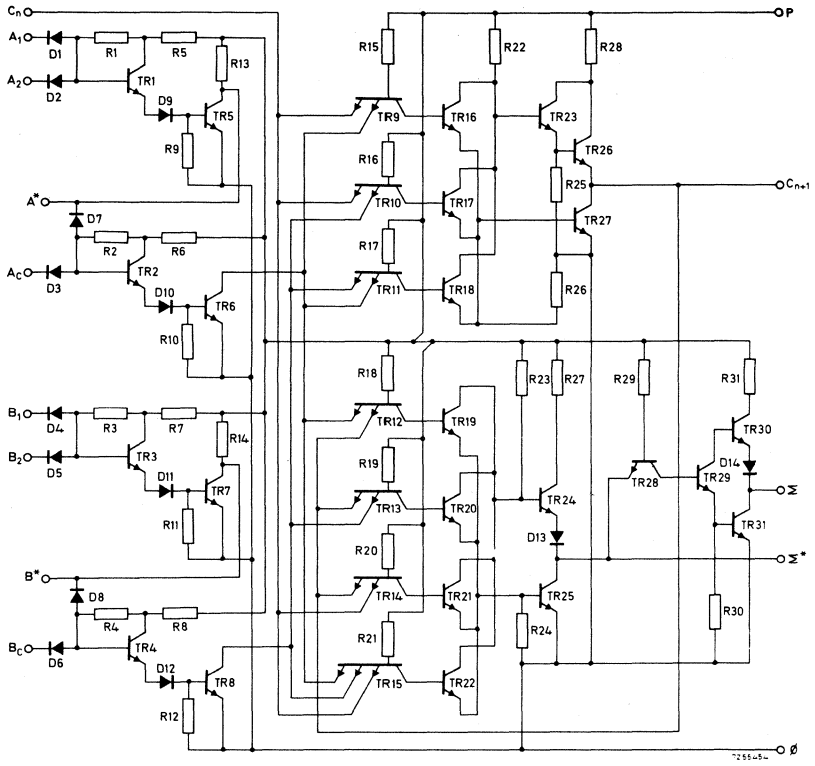 Cn P
A1 R1 R5 R15 R22 R28
D1 R13
A2 TR1
D2 D9 TR5 TR9 TR16 TR23
R9 R16 TR26
R25
A* TR10 TR17 Cn+1
D7 R17 TR27
R2 R6
AC TR2
D3 D10 TR6 TR11 TR18 R26
R10
R18 R23 R27 R29 R31
B1 R3 R7
D4 R14 TR12 TR19 TR30
B2 TR3 R19 D14
D5 D11 TR7 TR28 TR29 Σ
TR24
R11 TR13 TR20 TR31
D13
R20 Σ*
B* TR14 TR21 TR25
D8 R30
R4 R8 R21 R24
BC TR4
D6 D12 TR8 TR15 TR22
R12
ø
7255454